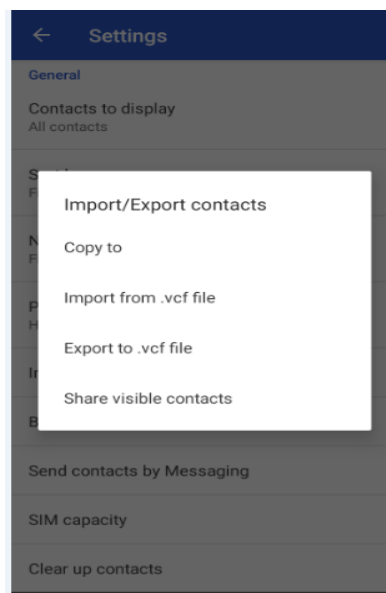 Settings
General
Contacts to display
All contacts
Import/Export contacts
Copy to
Import from .vcf file
Export to .vcf file
Share visible contacts
Send contacts by Messaging
SIM capacity
Clear up contacts